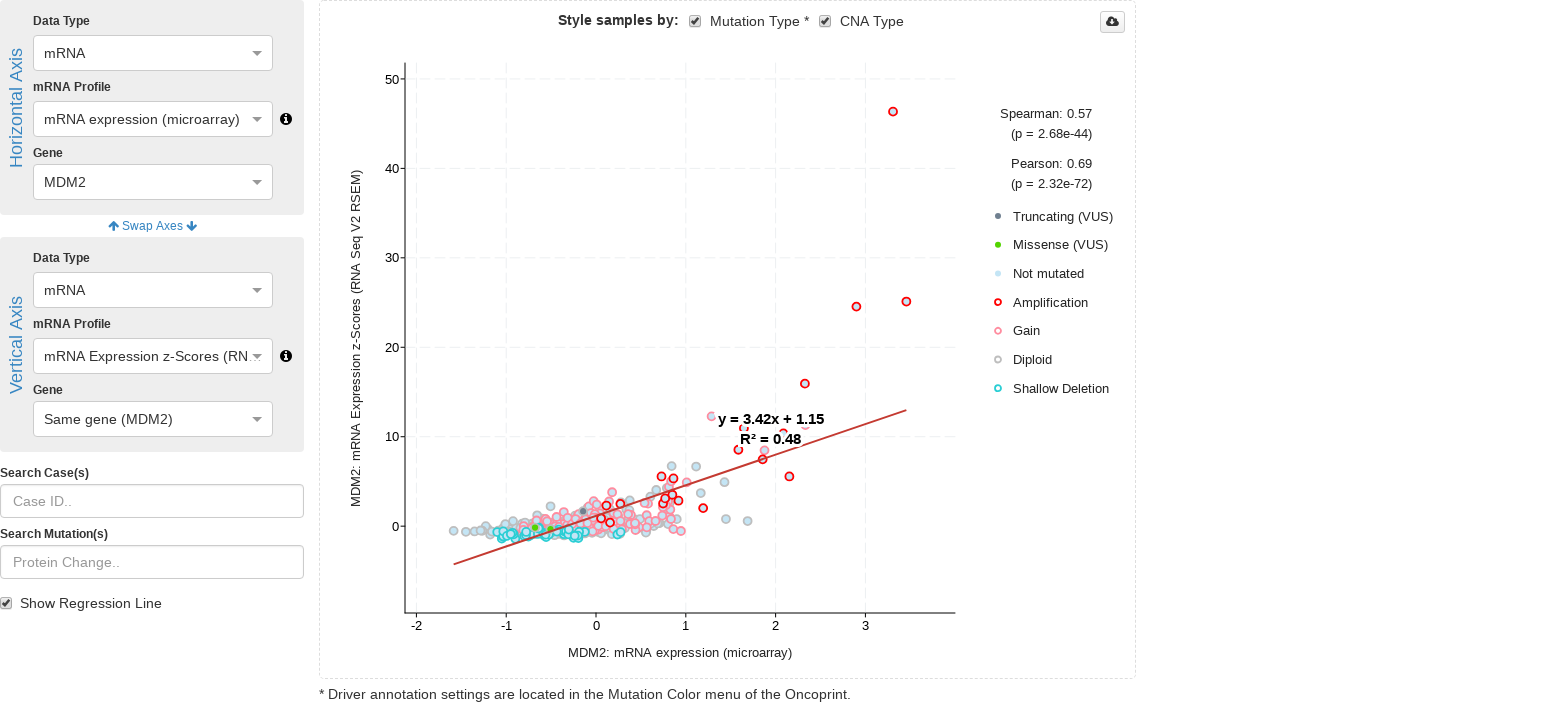 Horizontal Axis
Data Type
mRNA
mRNA Profile
mRNA expression (microarray)
Gene
MDM2
Swap Axes
Vertical Axis
Data Type
mRNA
mRNA Profile
mRNA Expression z-Scores (RN...
Gene
Same gene (MDM2)
Search Case(s)
Case ID..
Search Mutation(s)
Protein Change..
Show Regression Line
Style samples by: Mutation Type * CNA Type
MDM2: mRNA Expression z-Scores (RNA Seq V2 RSEM)
50
40
30
20
10
0
-2 -1 0 1 2 3
MDM2: mRNA expression (microarray)
y = 3.42x + 1.15
R² = 0.48
Spearman: 0.57
(p = 2.68e-44)
Pearson: 0.69
(p = 2.32e-72)
Truncating (VUS)
Missense (VUS)
Not mutated
Amplification
Gain
Diploid
Shallow Deletion
* Driver annotation settings are located in the Mutation Color menu of the Oncoprint.